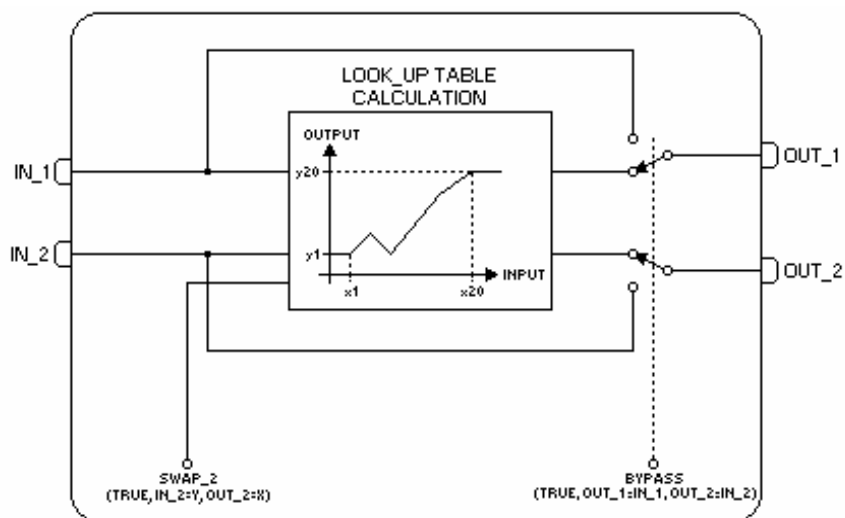 LOOK_UP TABLE
CALCULATION
OUTPUT
y20
y1
x1
x20
INPUT
IN_1
IN_2
OUT_1
OUT_2
SWAP_2
(TRUE, IN_2=Y, OUT_2=X)
BYPASS
(TRUE, OUT_1=IN_1, OUT_2=IN_2)